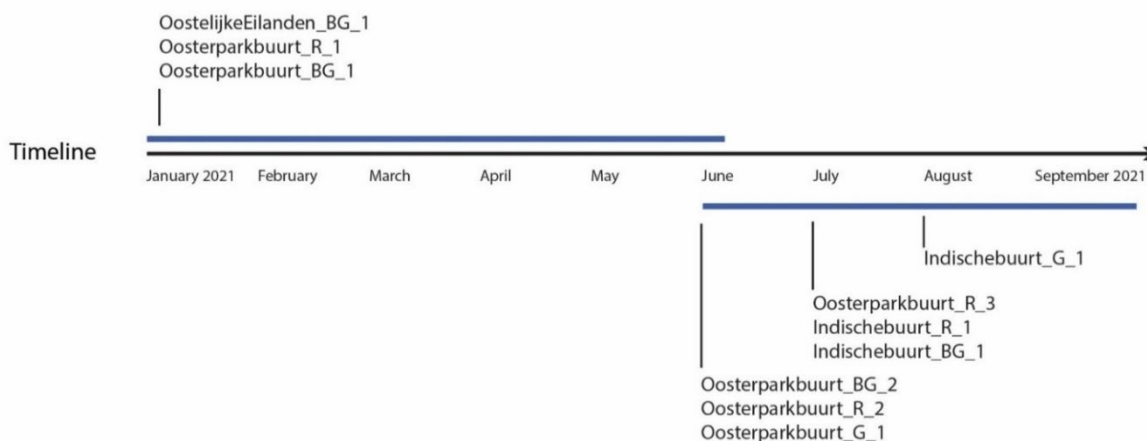 OostelijkeEilanden_BG_1
Oosterparkbuurt_R_1
Oosterparkbuurt_BG_1
Timeline
January 2021 February March April May June July August September 2021
Indischebuurt_G_1
Oosterparkbuurt_R_3
Indischebuurt_R_1
Indischebuurt_BG_1
Oosterparkbuurt_BG_2
Oosterparkbuurt_R_2
Oosterparkbuurt_G_1